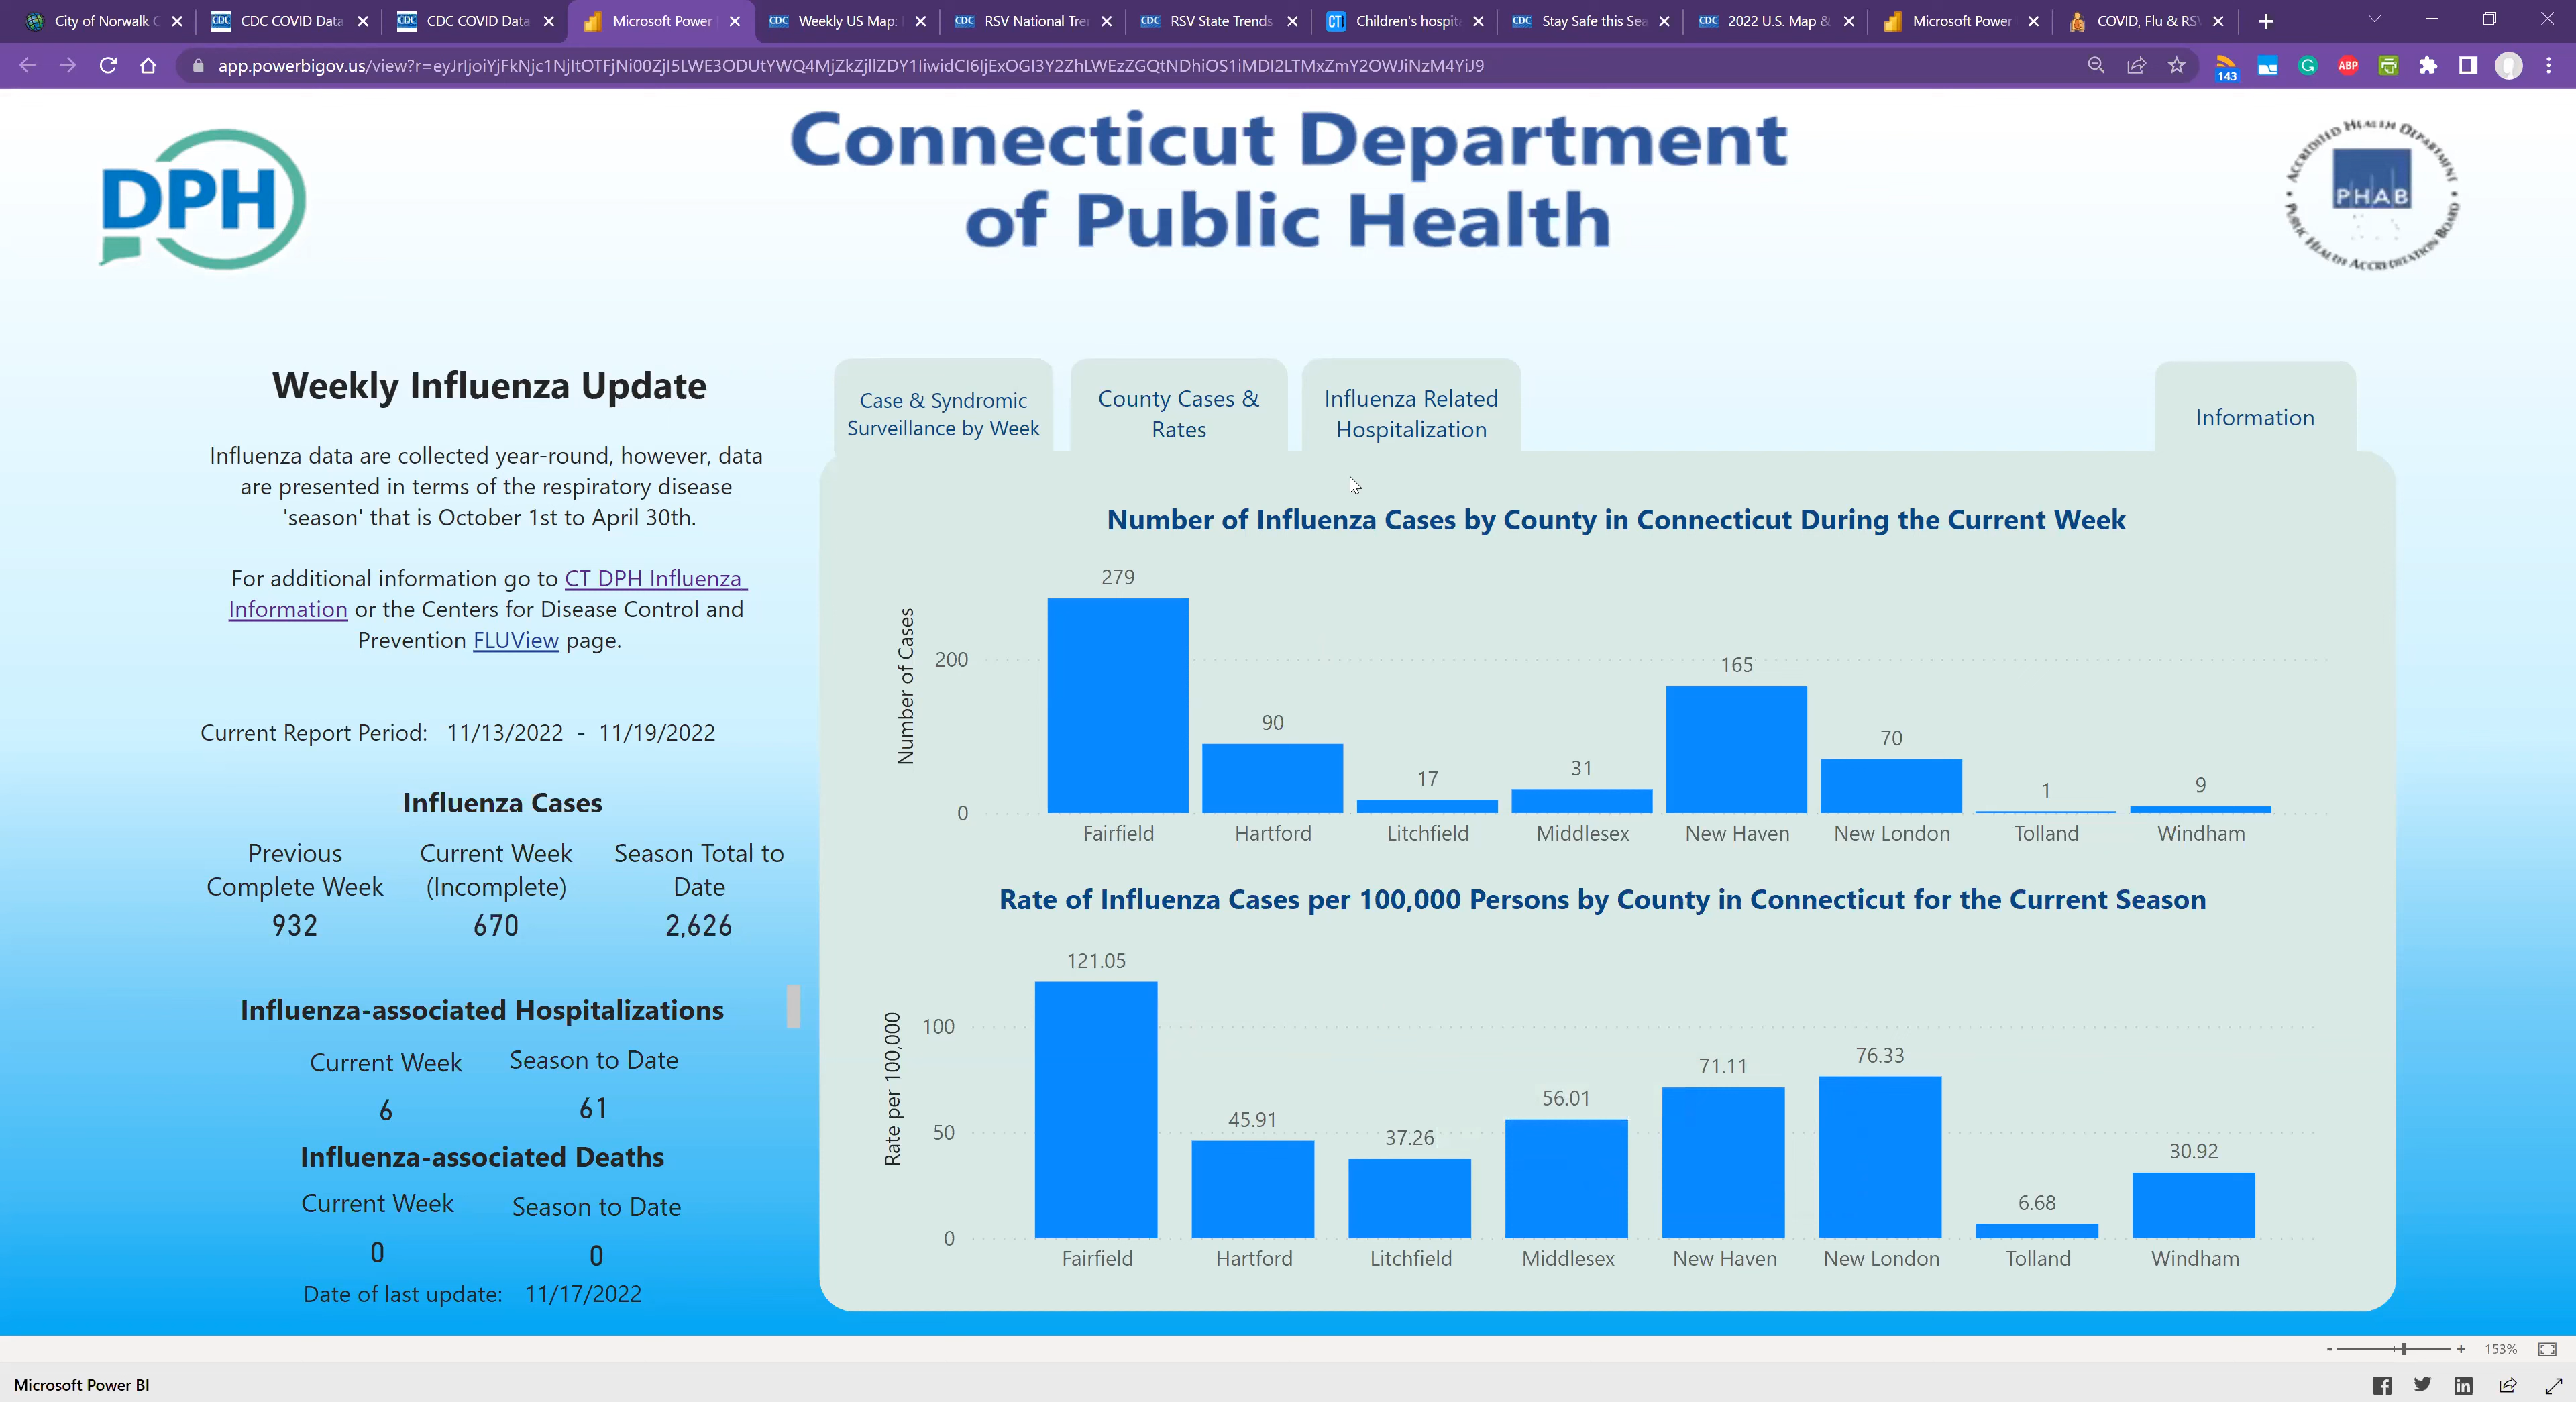 City of Norwalk C
CDC COVID Data
CDC COVID Data
Microsoft Power
Weekly US Map:
RSV National Tre
RSV State Trends
Children's hospit
Stay Safe this Sea
2022 U.S. Map &
Microsoft Power
COVID, Flu & RS
143
ABP
Connecticut Department
of Public Health
DPH
ACCREDITED HEALTH DEPARTMENT
PHAB
PUBLIC HEALTH ACCREDITATION BOARD
Weekly Influenza Update
Influenza data are collected year-round, however, data
are presented in terms of the respiratory disease
'season' that is October 1st to April 30th.
For additional information go to CT DPH Influenza
Information or the Centers for Disease Control and
Prevention FLUView page.
Current Report Period: 11/13/2022 - 11/19/2022
Influenza Cases
Previous Complete Week
Current Week (Incomplete)
Season Total to Date
932
670
2,626
Influenza-associated Hospitalizations
Current Week
Season to Date
6
61
Influenza-associated Deaths
Current Week
Season to Date
0
0
Date of last update: 11/17/2022
Case & Syndromic
Surveillance by Week
County Cases &
Rates
Influenza Related
Hospitalization
Information
Number of Influenza Cases by County in Connecticut During the Current Week
Number of Cases
200
0
279
90
17
31
165
70
1
9
Fairfield
Hartford
Litchfield
Middlesex
New Haven
New London
Tolland
Windham
Rate of Influenza Cases per 100,000 Persons by County in Connecticut for the Current Season
Rate per 100,000
100
50
0
121.05
45.91
37.26
56.01
71.11
76.33
6.68
30.92
Fairfield
Hartford
Litchfield
Middlesex
New Haven
New London
Tolland
Windham
- + 153%
Microsoft Power BI